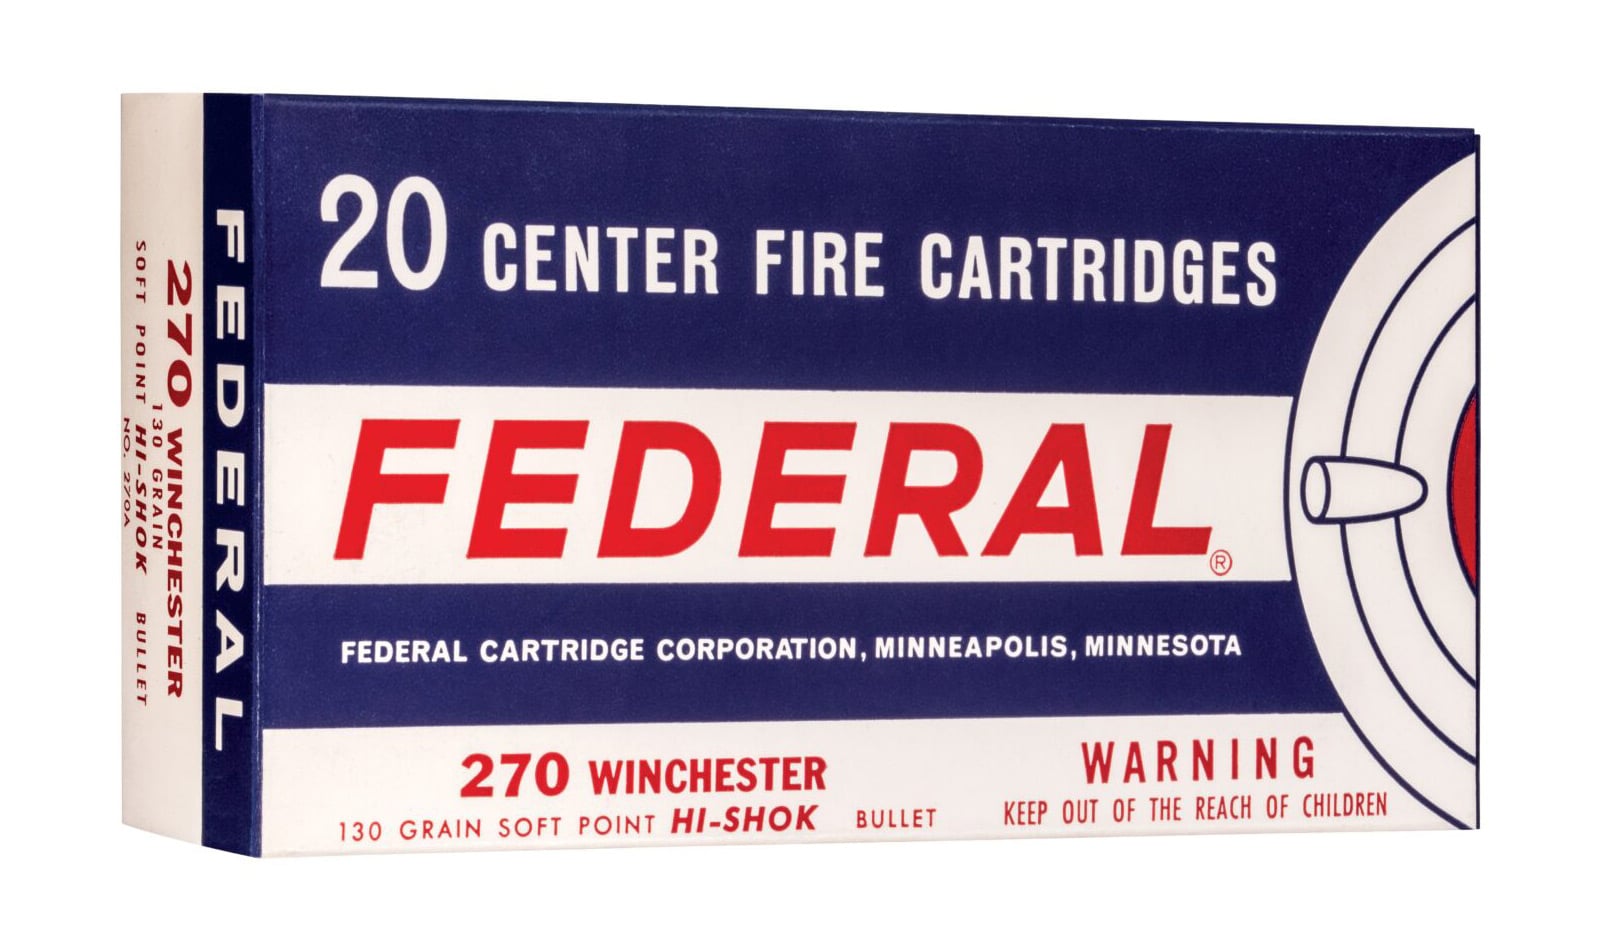 20 CENTER FIRE CARTRIDGES
FEDERAL®
FEDERAL CARTRIDGE CORPORATION, MINNEAPOLIS, MINNESOTA
270 WINCHESTER
130 GRAIN SOFT POINT HI-SHOK BULLET
WARNING
KEEP OUT OF THE REACH OF CHILDREN
FEDERAL
270 WINCHESTER
130 GRAIN
SOFT POINT HI-SHOK BULLET
NO. 270A